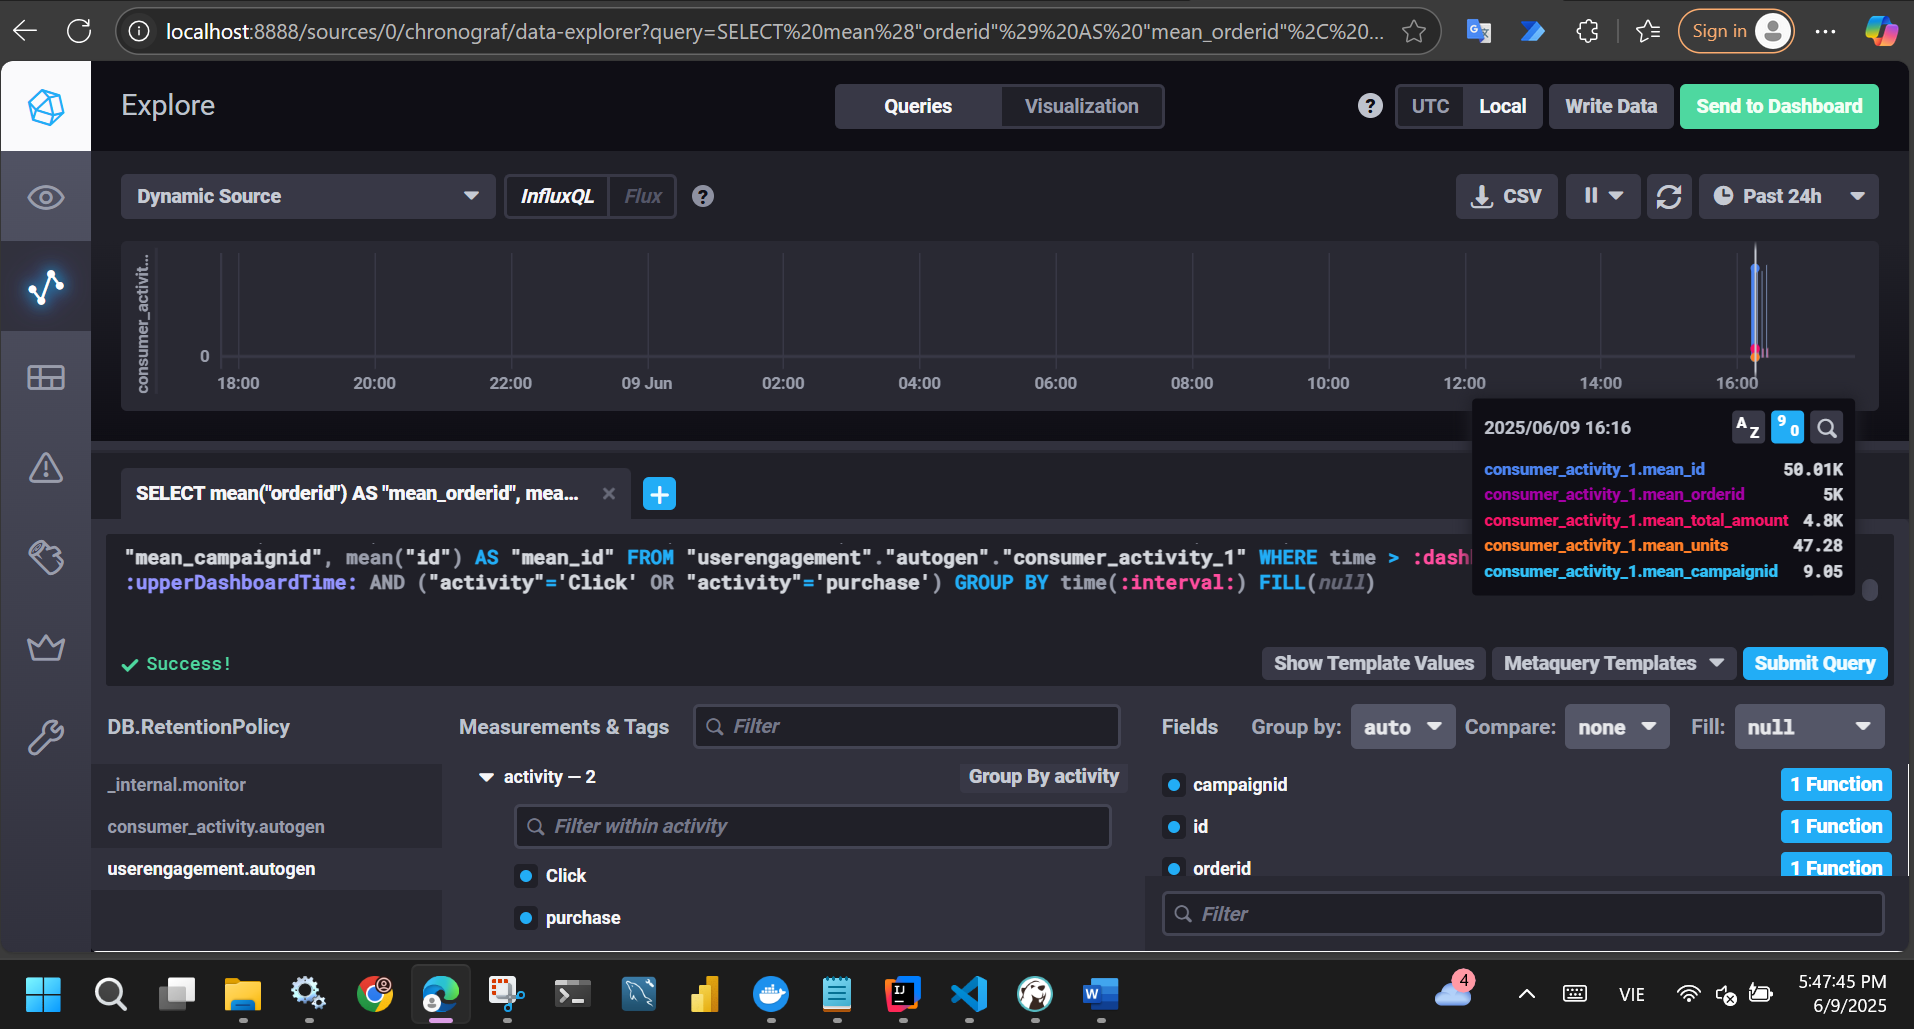 localhost:8888/sources/0/chronograf/data-explorer?query=SELECT%20mean%28"orderid"%29%20AS%20"mean_orderid"%2C%20...
Sign in
Explore
Queries
Visualization
?
UTC
Local
Write Data
Send to Dashboard
Dynamic Source
InfluxQL
Flux
?
CSV
Past 24h
consumer_activit...
0
18:00
20:00
22:00
09 Jun
02:00
04:00
06:00
08:00
10:00
12:00
14:00
16:00
2025/06/09 16:16
AZ
90
consumer_activity_1.mean_id 50.01K
consumer_activity_1.mean_orderid 5K
consumer_activity_1.mean_total_amount 4.8K
consumer_activity_1.mean_units 47.28
consumer_activity_1.mean_campaignid 9.05
SELECT mean("orderid") AS "mean_orderid", mea...
"mean_campaignid", mean("id") AS "mean_id" FROM "userengagement"."autogen"."consumer_activity_1" WHERE time > :dash
:upperDashboardTime: AND ("activity"='Click' OR "activity"='purchase') GROUP BY time(:interval:) FILL(null)
Success!
Show Template Values
Metaquery Templates
Submit Query
DB.RetentionPolicy
_internal.monitor
consumer_activity.autogen
userengagement.autogen
Measurements & Tags
Filter
activity — 2
Group By activity
Filter within activity
Click
purchase
Fields
Group by: auto
Compare: none
Fill: null
campaignid 1 Function
id 1 Function
orderid 1 Function
Filter
IJ
W
4
VIE
5:47:45 PM
6/9/2025